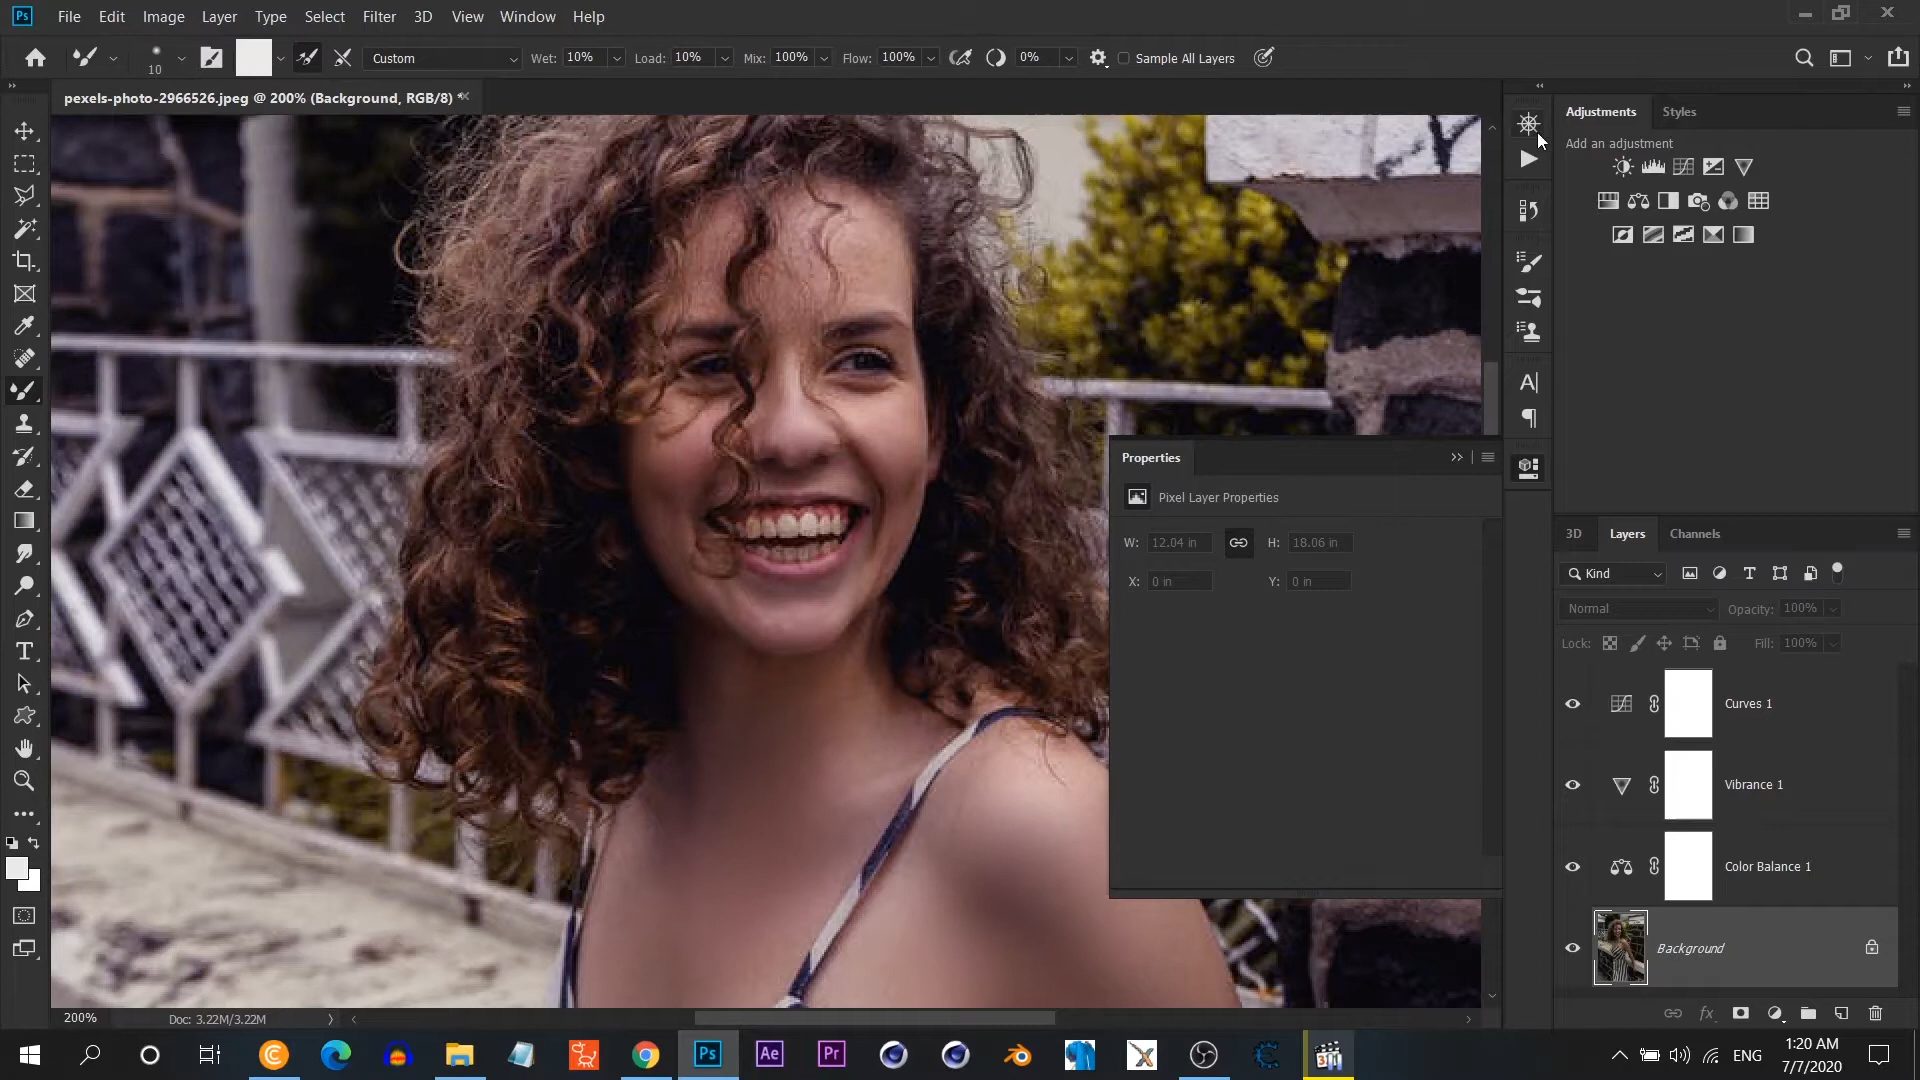 Ps File Edit Image Layer Type Select Filter 3D View Window Help
10 Custom Wet: 10% Load: 10% Mix: 100% Flow: 100% 0% Sample All Layers
pexels-photo-2966526.jpeg @ 200% (Background, RGB/8) *
Adjustments Styles
Add an adjustment
Properties
Pixel Layer Properties
W: 12.04 in H: 18.06 in
X: 0 in Y: 0 in
3D Layers Channels
Kind
Normal Opacity: 100%
Lock: Fill: 100%
Curves 1
Vibrance 1
Color Balance 1
Background
200% Doc: 3.22M/3.22M
Ps Ae Pr ENG 1:20 AM
7/7/2020